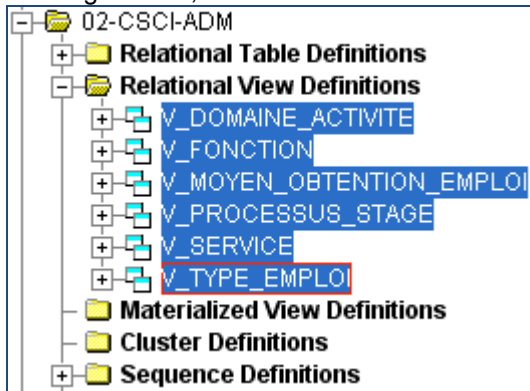 02-CSCI-ADM
Relational Table Definitions
Relational View Definitions
V_DOMAINE_ACTIVITE
V_FONCTION
V_MOYEN_OBTENTION_EMPLOI
V_PROCESSUS_STAGE
V_SERVICE
V_TYPE_EMPLOI
Materialized View Definitions
Cluster Definitions
Sequence Definitions